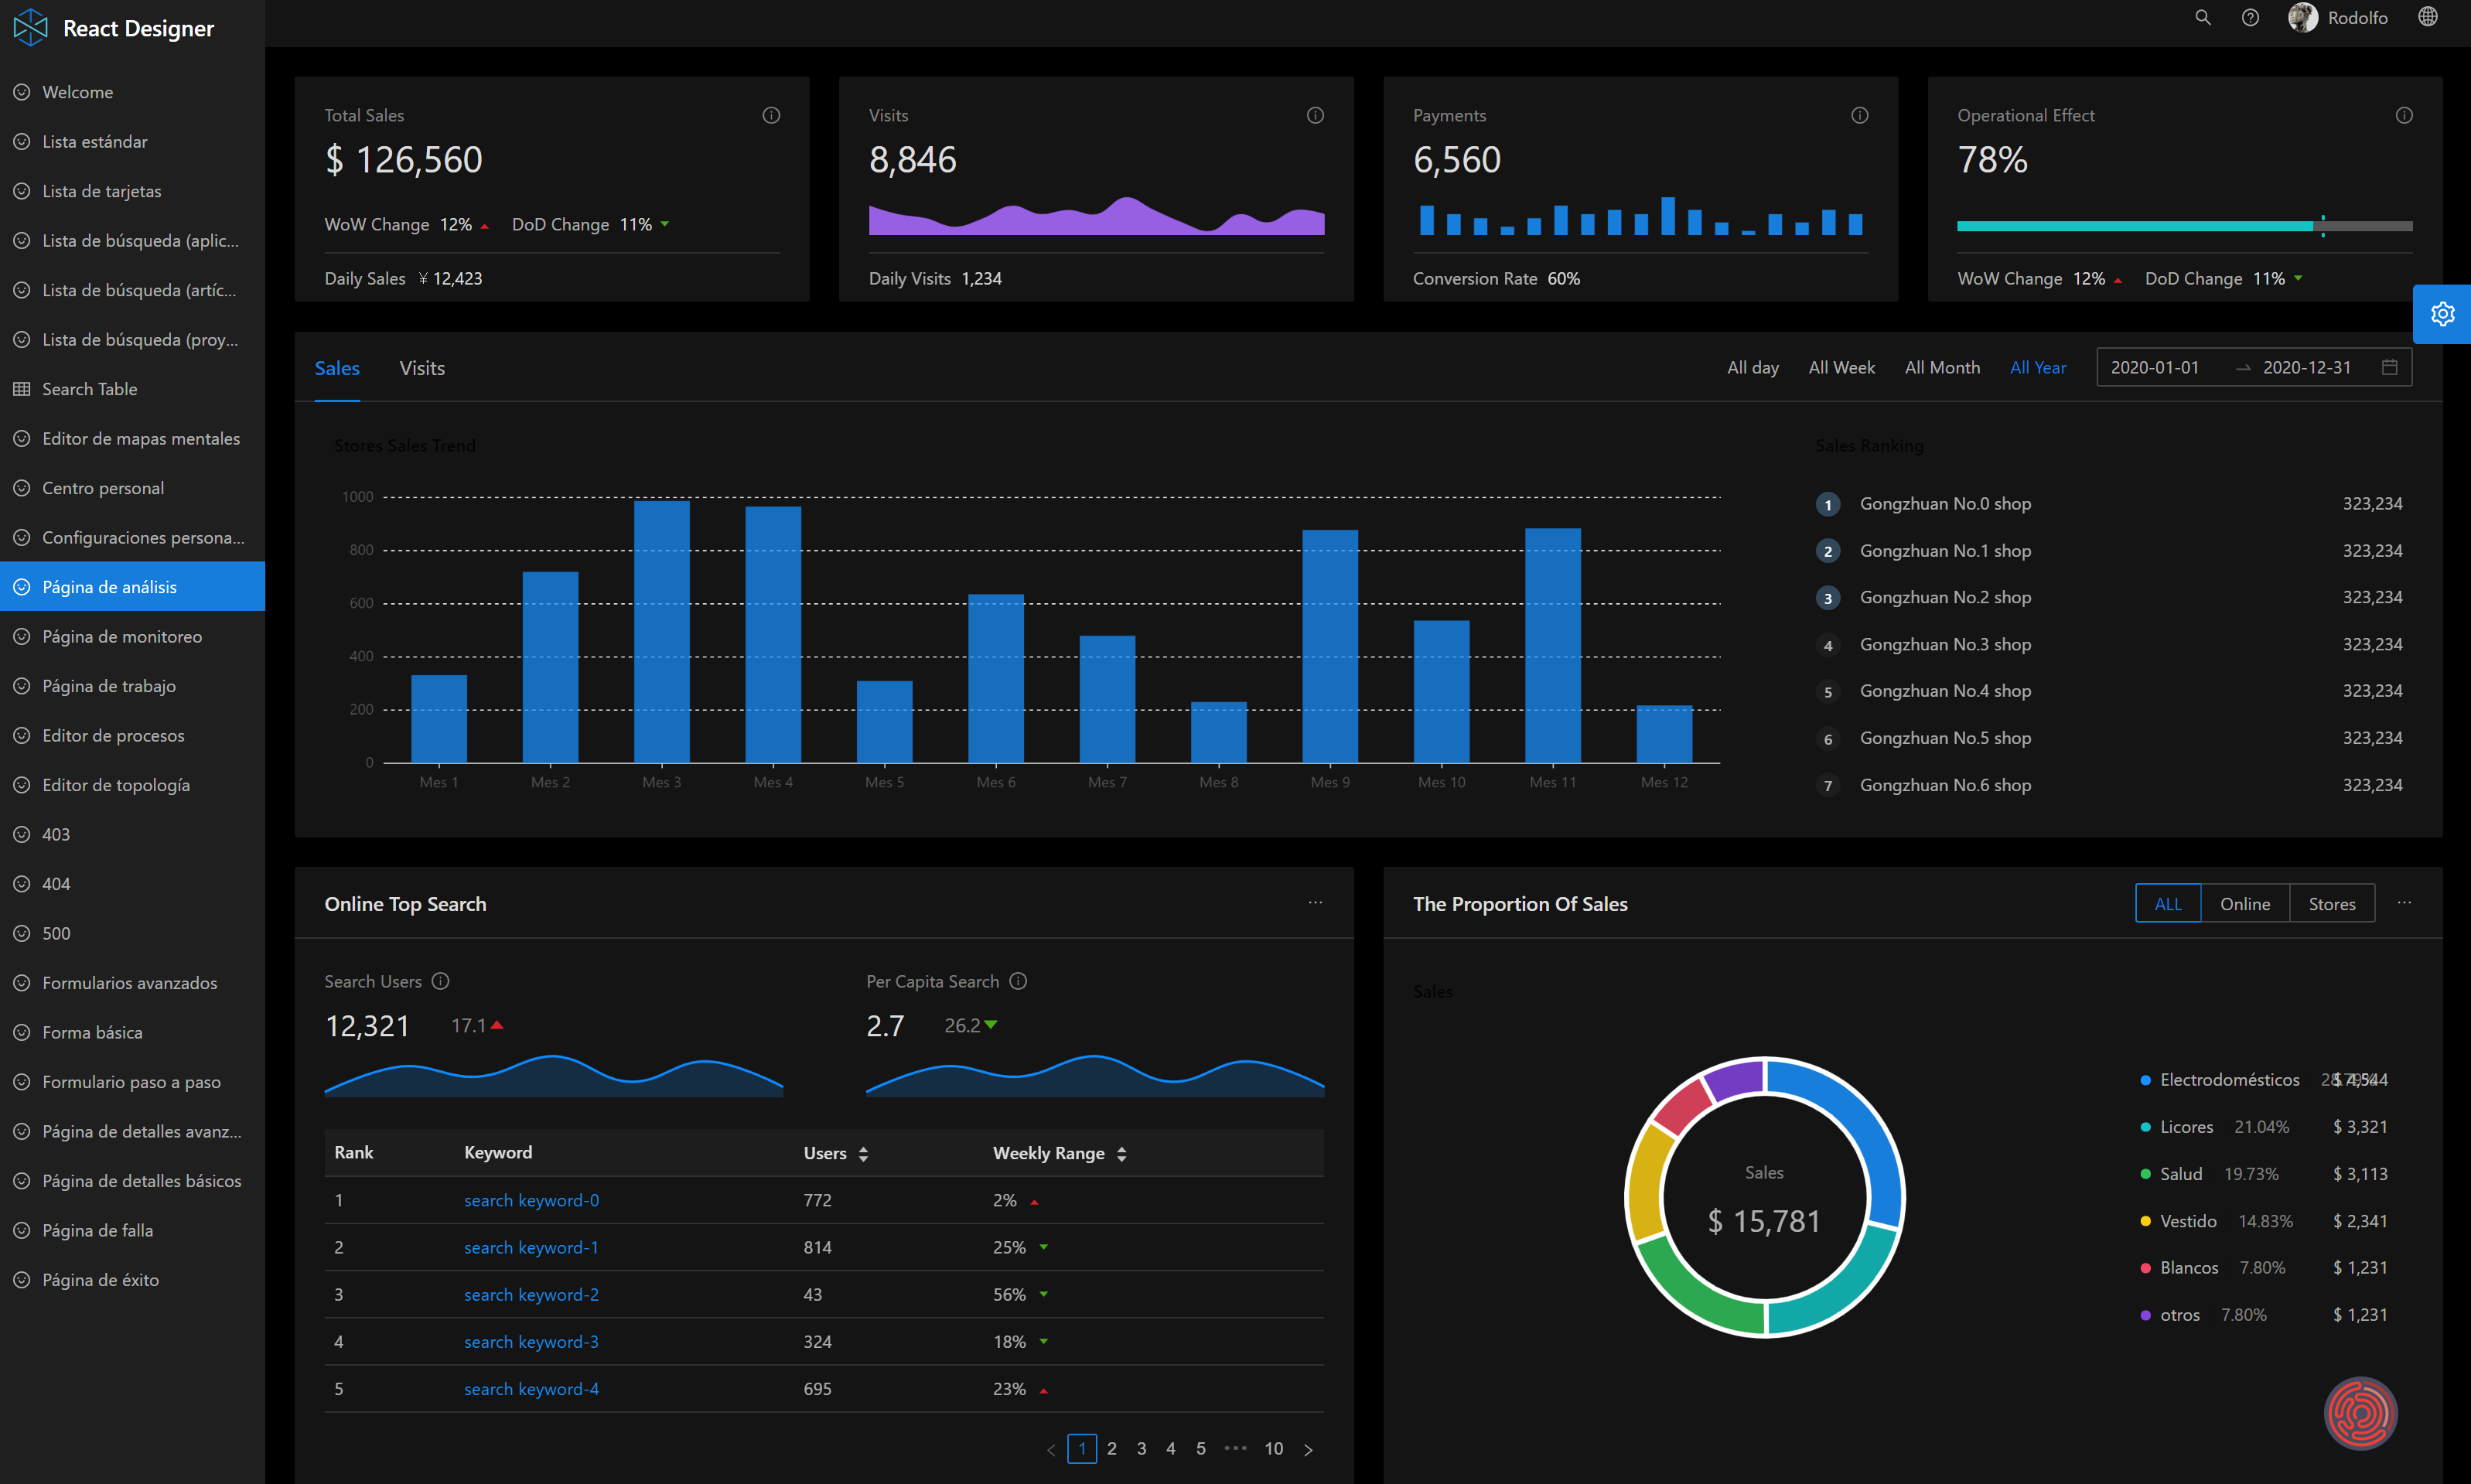 React Designer
Rodolfo
Welcome
Lista estándar
Lista de tarjetas
Lista de búsqueda (aplic...
Lista de búsqueda (artíc...
Lista de búsqueda (proy...
Search Table
Editor de mapas mentales
Centro personal
Configuraciones persona...
Página de análisis
Página de monitoreo
Página de trabajo
Editor de procesos
Editor de topología
403
404
500
Formularios avanzados
Forma básica
Formulario paso a paso
Página de detalles avanz...
Página de detalles básicos
Página de falla
Página de éxito
Total Sales
$ 126,560
WoW Change 12% DoD Change 11%
Daily Sales ¥ 12,423
Visits
8,846
Daily Visits 1,234
Payments
6,560
Conversion Rate 60%
Operational Effect
78%
WoW Change 12% DoD Change 11%
Sales Visits
All day All Week All Month All Year 2020-01-01 2020-12-31
Stores Sales Trend
1000
800
600
400
200
0
Mes 1 Mes 2 Mes 3 Mes 4 Mes 5 Mes 6 Mes 7 Mes 8 Mes 9 Mes 10 Mes 11 Mes 12
Sales Ranking
1 Gongzhuan No.0 shop 323,234
2 Gongzhuan No.1 shop 323,234
3 Gongzhuan No.2 shop 323,234
4 Gongzhuan No.3 shop 323,234
5 Gongzhuan No.4 shop 323,234
6 Gongzhuan No.5 shop 323,234
7 Gongzhuan No.6 shop 323,234
Online Top Search
...
Search Users
12,321 17.1
Per Capita Search
2.7 26.2
Rank Keyword Users Weekly Range
1 search keyword-0 772 2%
2 search keyword-1 814 25%
3 search keyword-2 43 56%
4 search keyword-3 324 18%
5 search keyword-4 695 23%
< 1 2 3 4 5 ••• 10 >
The Proportion Of Sales
ALL Online Stores ...
Sales
Sales
$ 15,781
Electrodomésticos $ 4,544
Licores 21.04% $ 3,321
Salud 19.73% $ 3,113
Vestido 14.83% $ 2,341
Blancos 7.80% $ 1,231
otros 7.80% $ 1,231